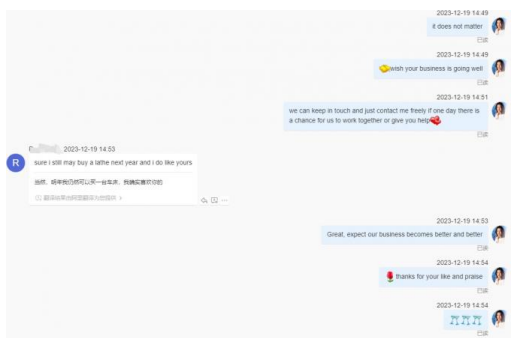 2023-12-19 14:49
it does not matter
已读
2023-12-19 14:49
wish your business is going well
已读
2023-12-19 14:51
we can keep in touch and just contact me freely if one day there is
a chance for us to work together or give you help
已读
2023-12-19 14:53
R
sure i still may buy a lathe next year and i do like yours
当然,明年我仍然可以买一台车床,我确实喜欢你的
2023-12-19 14:53
Great, expect our business becomes better and better
已读
2023-12-19 14:54
thanks for your like and praise
已读
2023-12-19 14:54
已读